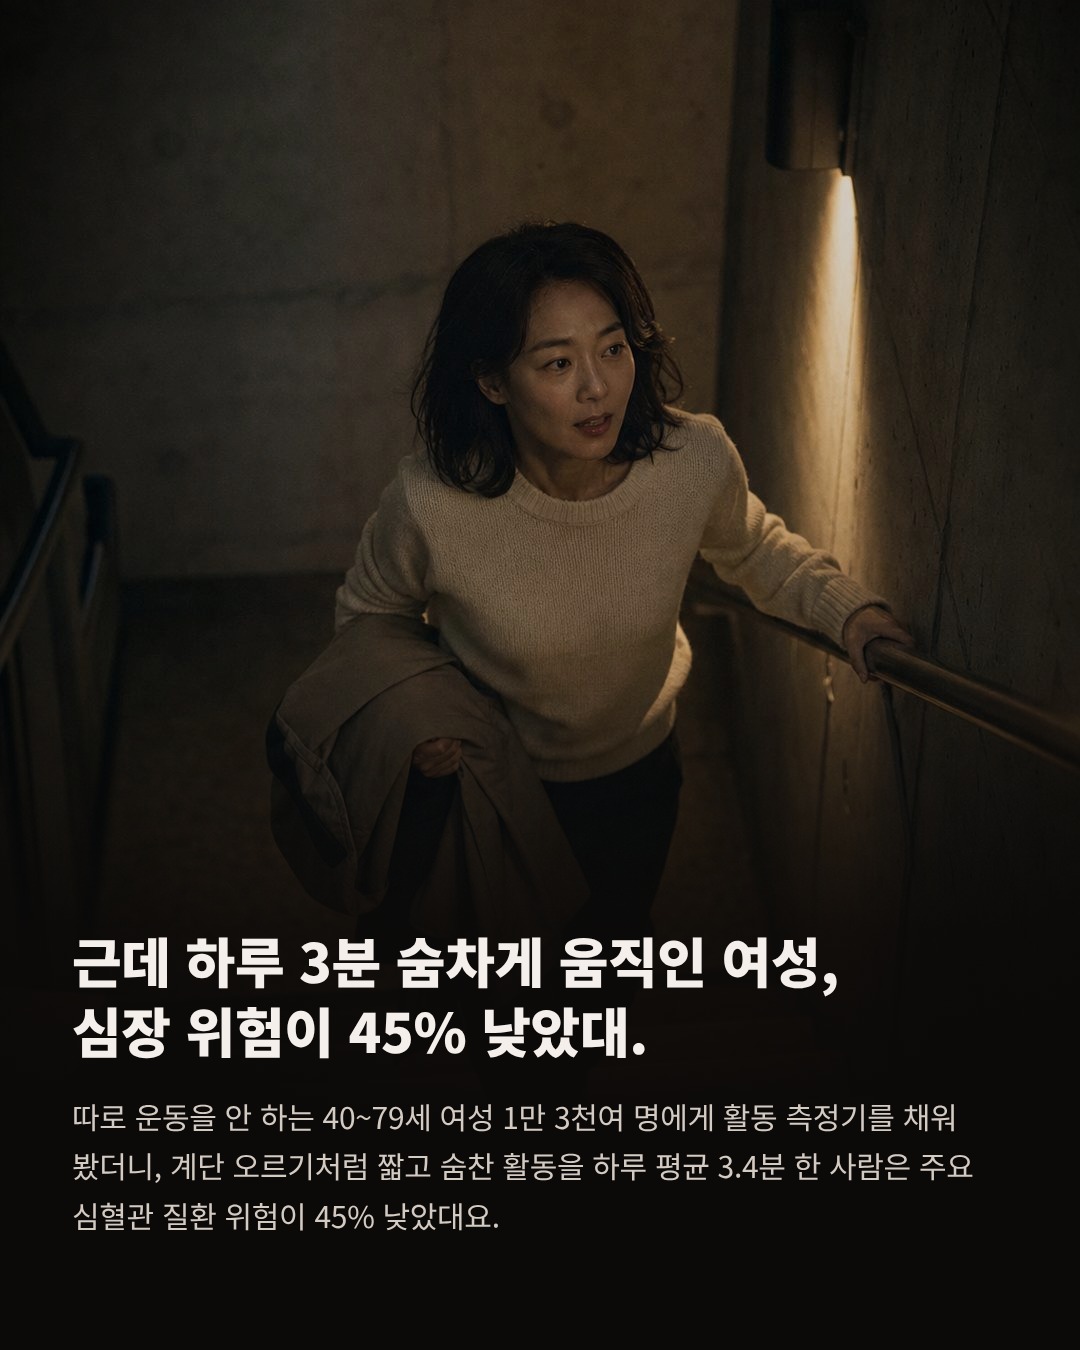 근데 하루 3분 숨차게 움직인 여성,
심장 위험이 45% 낮았대.
따로 운동을 안 하는 40~79세 여성 1만 3천여 명에게 활동 측정기를 채워
봤더니, 계단 오르기처럼 짧고 숨찬 활동을 하루 평균 3.4분 한 사람은 주요
심혈관 질환 위험이 45% 낮았대요.